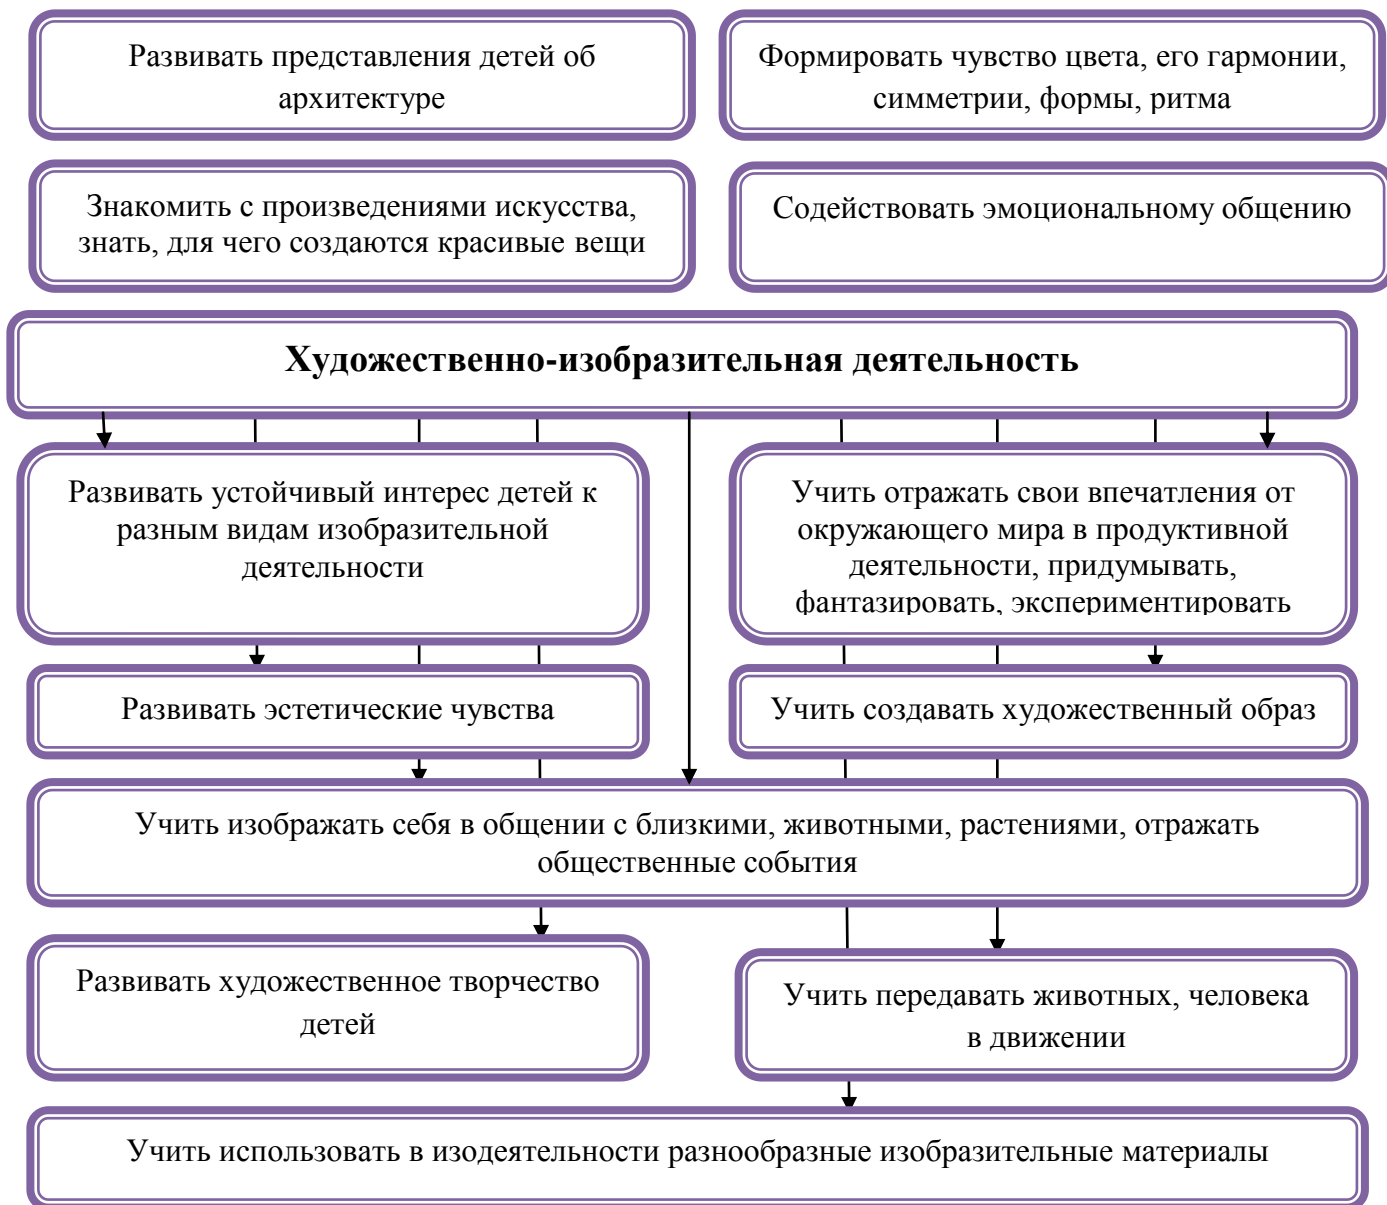 Развивать представления детей об
архитектуре
Формировать чувство цвета, его гармонии,
симметрии, формы, ритма
Знакомить с произведениями искусства,
знать, для чего создаются красивые вещи
Содействовать эмоциональному общению
Художественно-изобразительная деятельность
Развивать устойчивый интерес детей к
разным видам изобразительной
деятельности
Учить отражать свои впечатления от
окружающего мира в продуктивной
деятельности, придумывать,
фантазировать, экспериментировать
Развивать эстетические чувства
Учить создавать художественный образ
Учить изображать себя в общении с близкими, животными, растениями, отражать
общественные события
Развивать художественное творчество
детей
Учить передавать животных, человека
в движении
Учить использовать в изодеятельности разнообразные изобразительные материалы